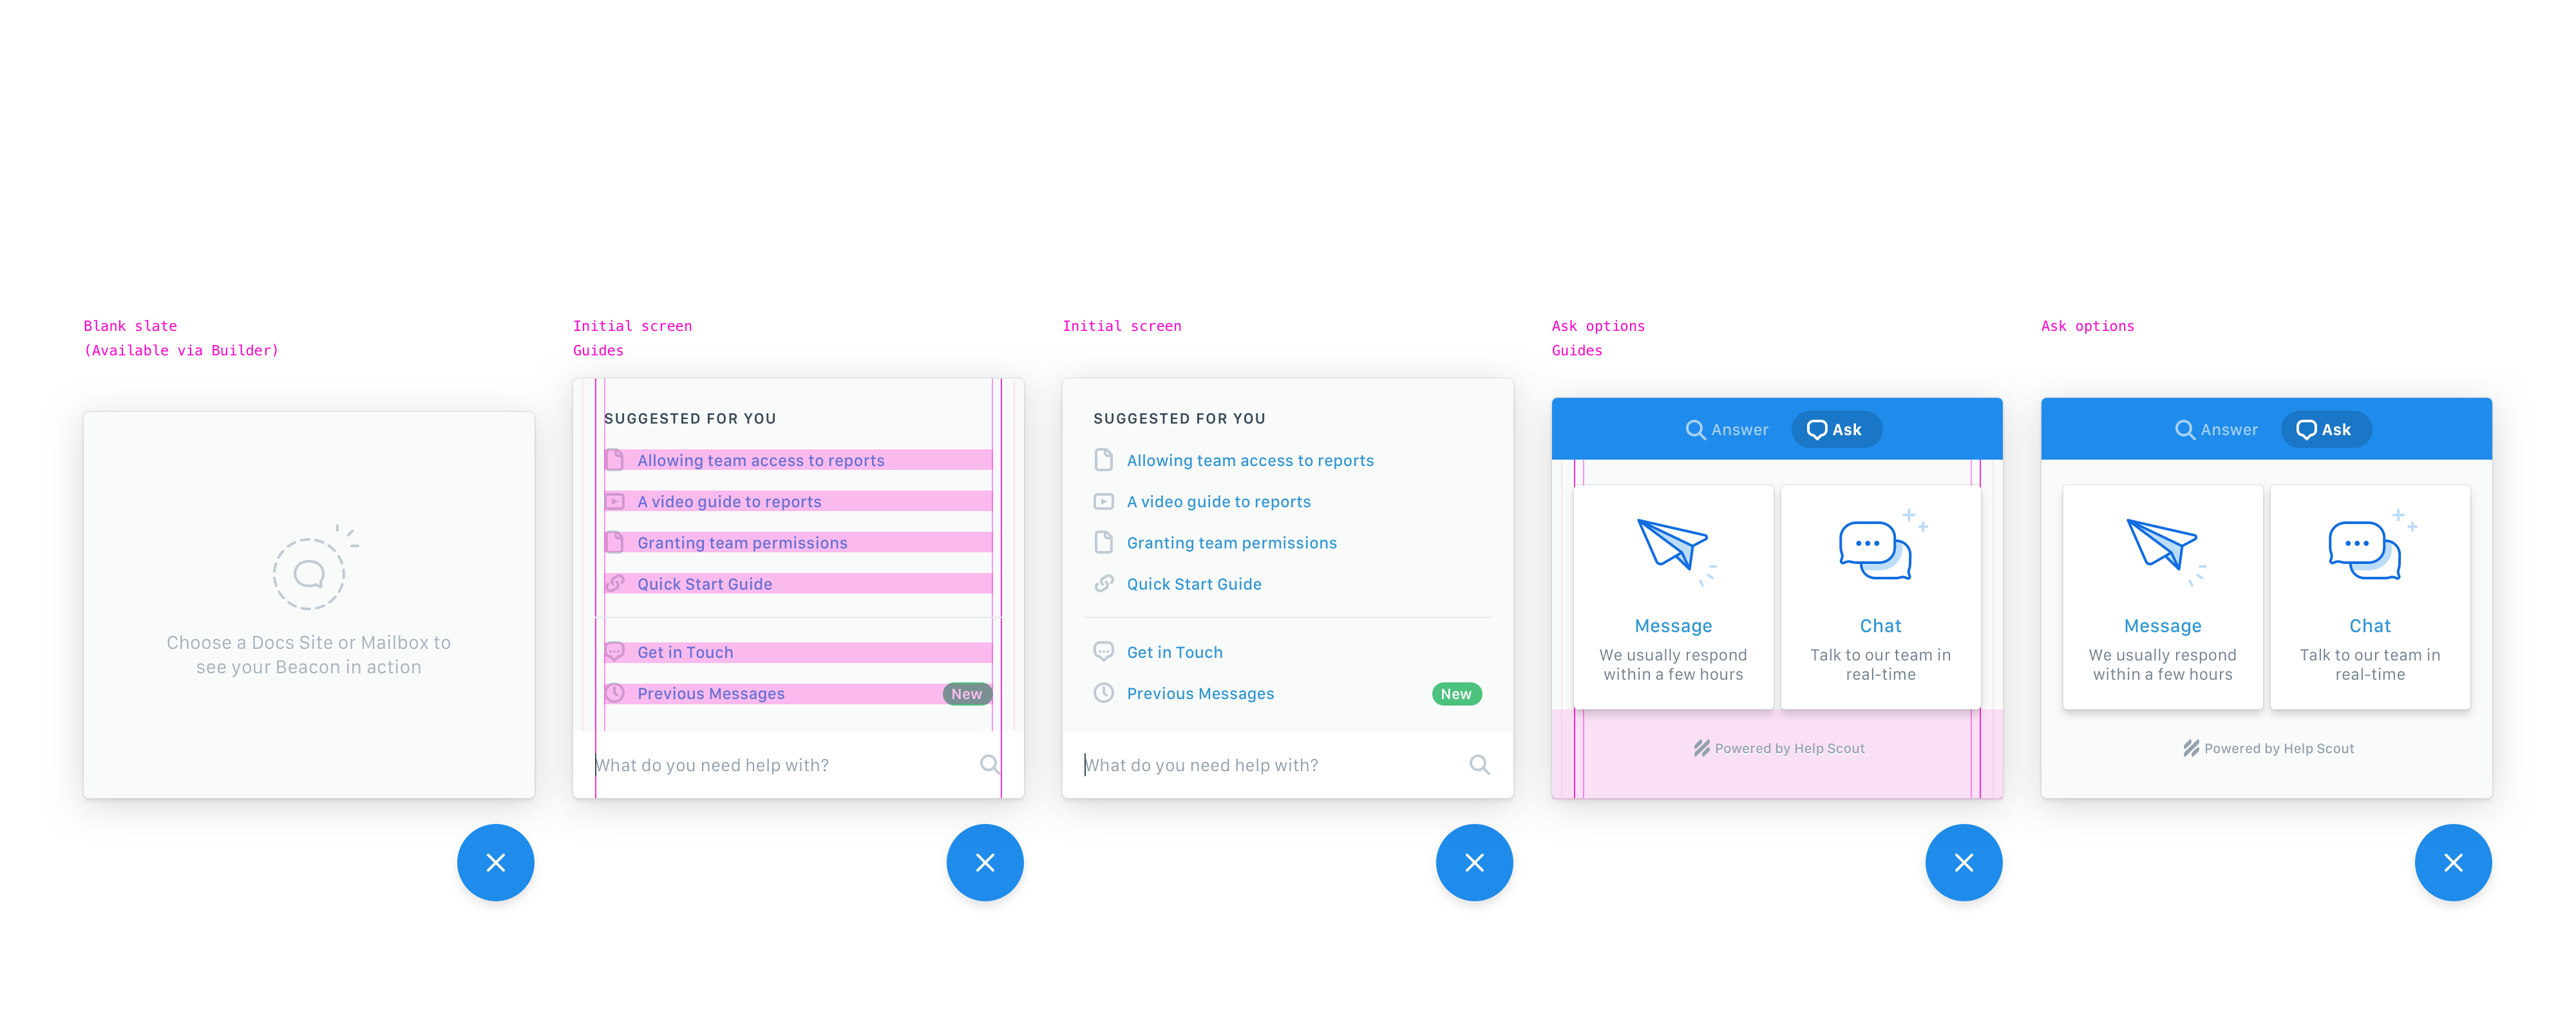 Blank slate
(Available via Builder)
Choose a Docs Site or Mailbox to
see your Beacon in action
Initial screen
Guides
SUGGESTED FOR YOU
Allowing team access to reports
A video guide to reports
Granting team permissions
Quick Start Guide
Get in Touch
Previous Messages New
What do you need help with?
Initial screen
SUGGESTED FOR YOU
Allowing team access to reports
A video guide to reports
Granting team permissions
Quick Start Guide
Get in Touch
Previous Messages New
What do you need help with?
Ask options
Guides
Answer Ask
Message
We usually respond
within a few hours
Chat
Talk to our team in
real-time
Powered by Help Scout
Ask options
Answer Ask
Message
We usually respond
within a few hours
Chat
Talk to our team in
real-time
Powered by Help Scout